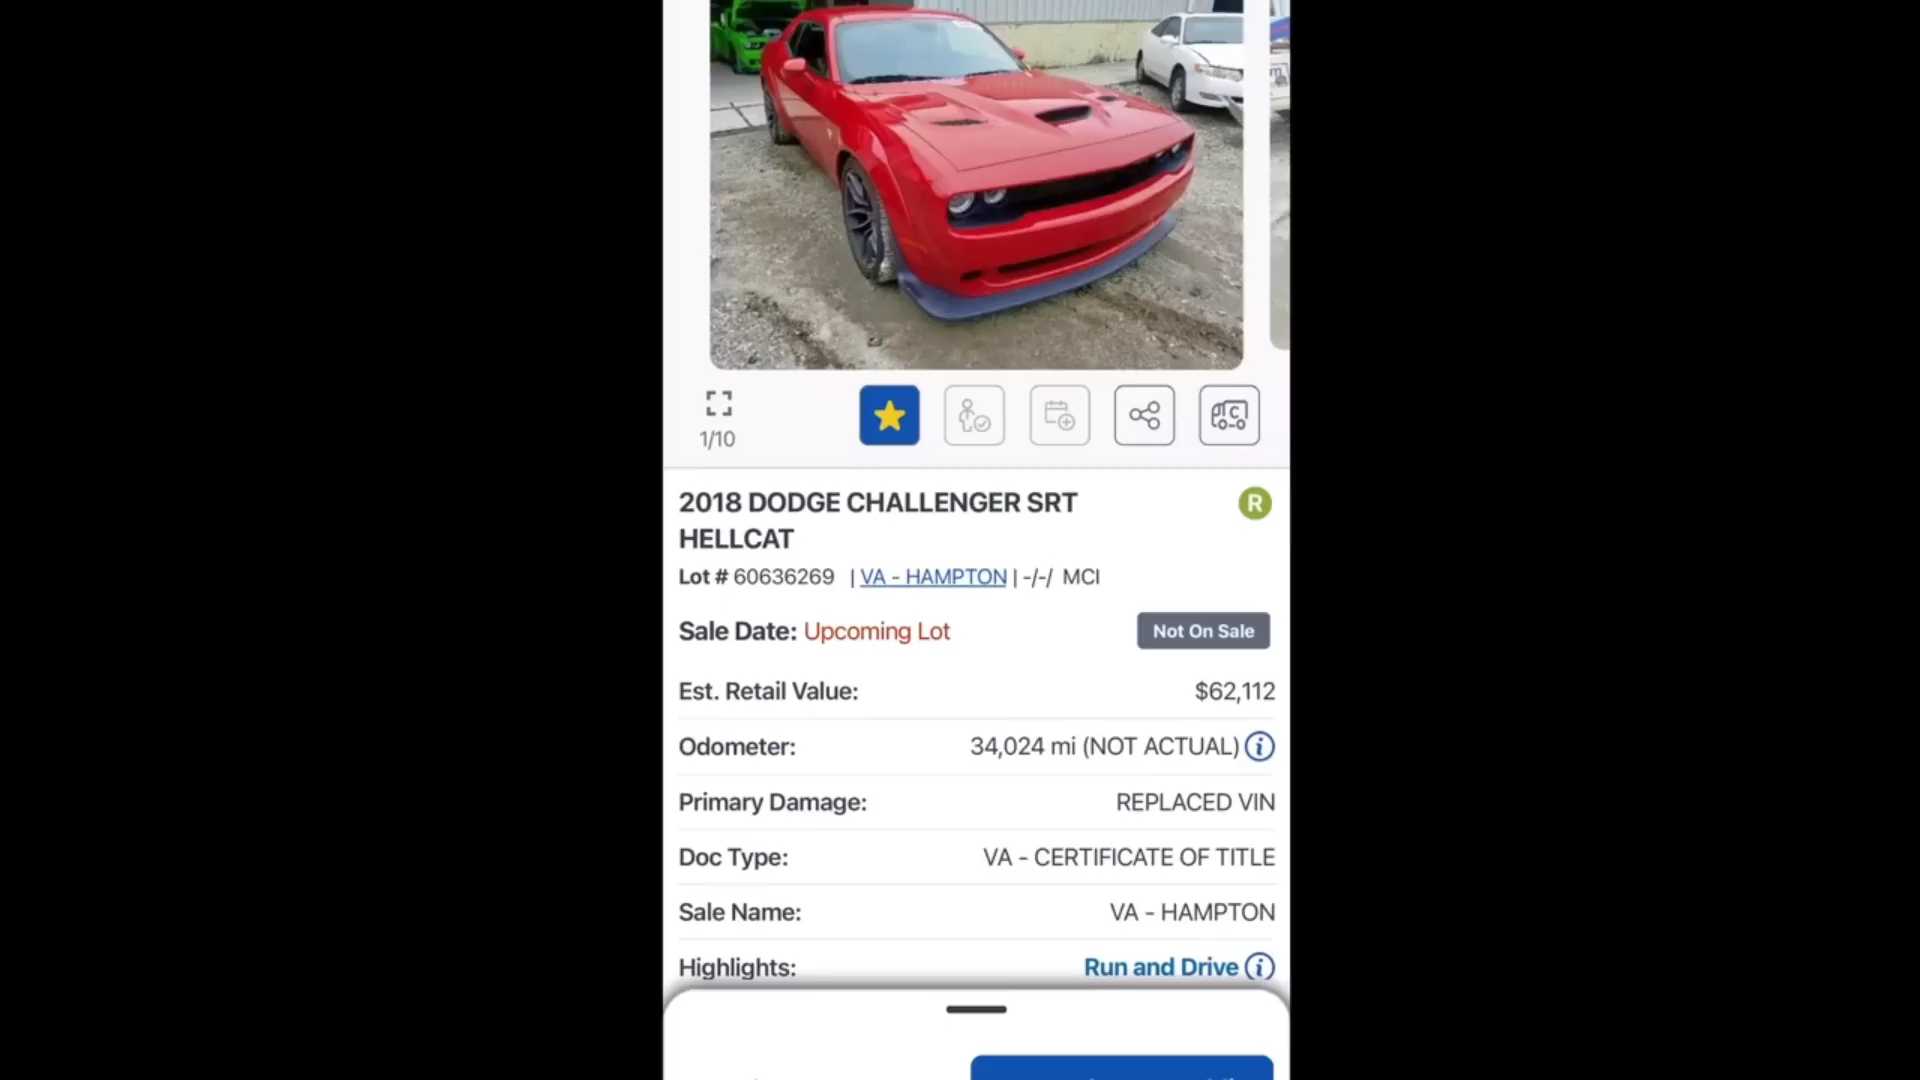 1/10
C
2018 DODGE CHALLENGER SRT
HELLCAT
R
Lot # 60636269 | VA - HAMPTON | -/-/ MCI
Sale Date: Upcoming Lot
Not On Sale
Est. Retail Value: $62,112
Odometer: 34,024 mi (NOT ACTUAL) i
Primary Damage: REPLACED VIN
Doc Type: VA - CERTIFICATE OF TITLE
Sale Name: VA - HAMPTON
Highlights: Run and Drive i